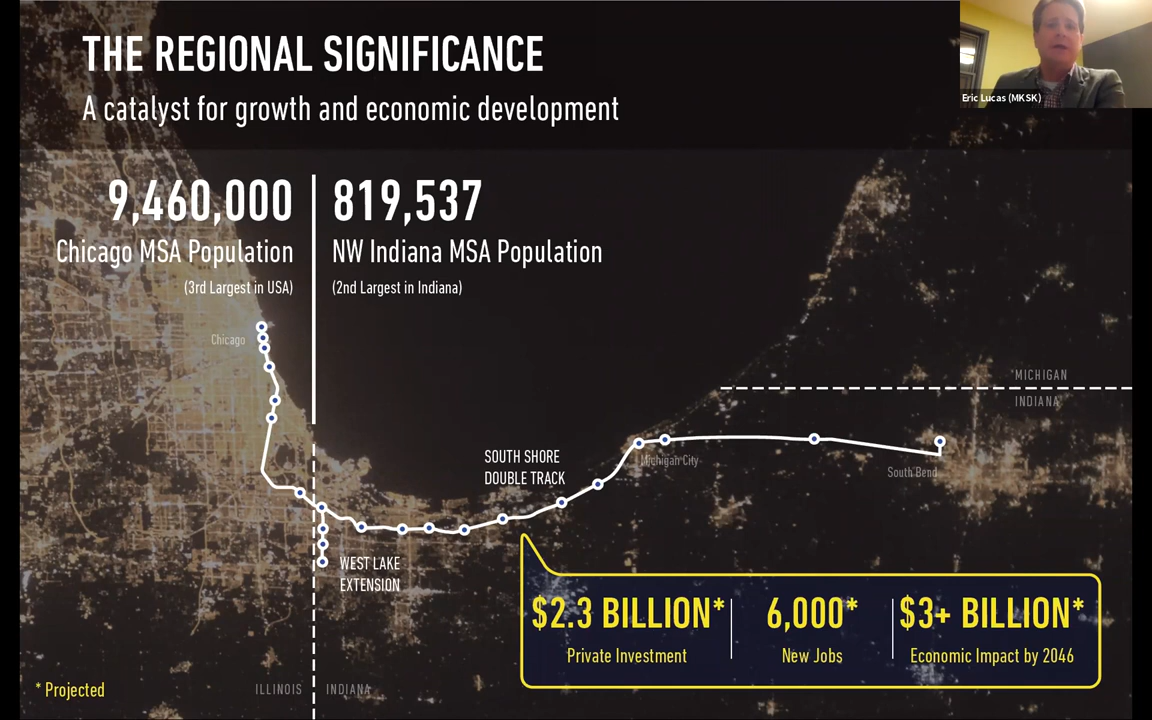 THE REGIONAL SIGNIFICANCE
A catalyst for growth and economic development
Eric Lucas (MKSK)
9,460,000
Chicago MSA Population
(3rd Largest in USA)
819,537
NW Indiana MSA Population
(2nd Largest in Indiana)
Chicago
MICHIGAN
INDIANA
SOUTH SHORE
DOUBLE TRACK
Michigan City
South Bend
WEST LAKE
EXTENSION
$2.3 BILLION*
Private Investment
6,000*
New Jobs
$3+ BILLION*
Economic Impact by 2046
* Projected
ILLINOIS
INDIANA